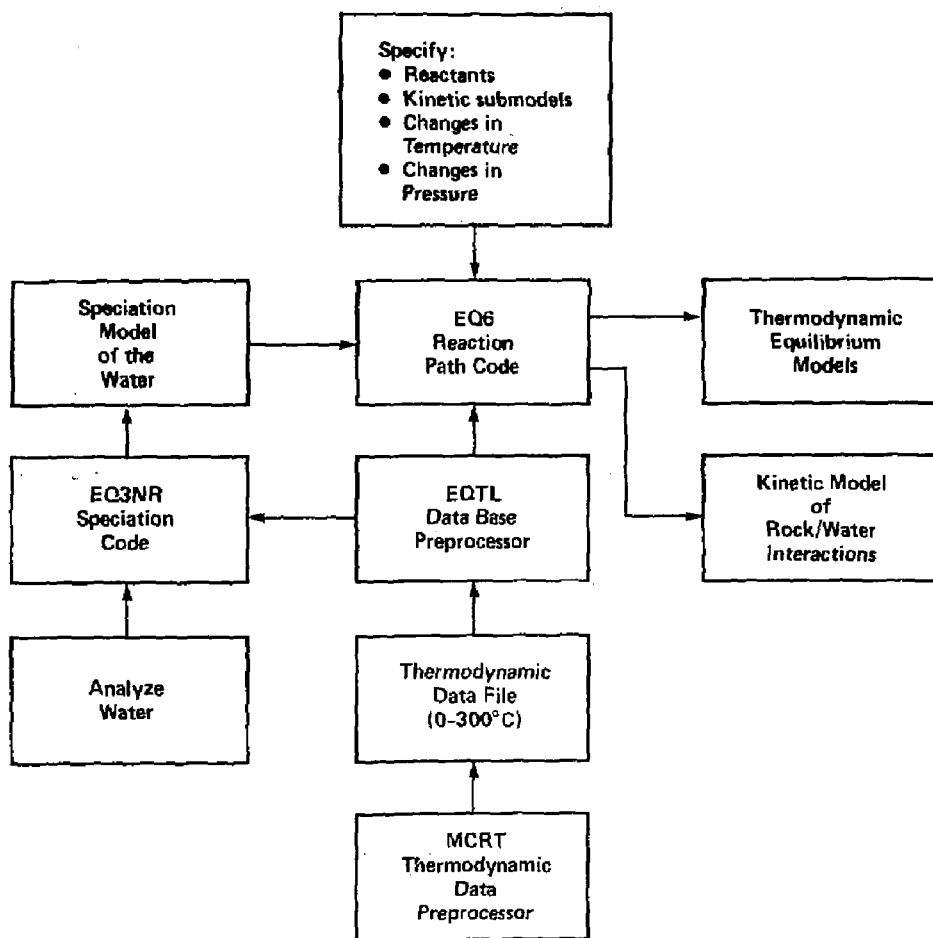 Specify:
● Reactants
● Kinetic submodels
● Changes in
Temperature
● Changes in
Pressure
Speciation
Model
of the
Water
EQ6
Reaction
Path Code
Thermodynamic
Equilibrium
Models
EQ3NR
Speciation
Code
EQTL
Data Base
Preprocessor
Kinetic Model
of
Rock/Water
Interactions
Analyze
Water
Thermodynamic
Data File
(0–300°C)
MCRT
Thermodynamic
Data
Preprocessor